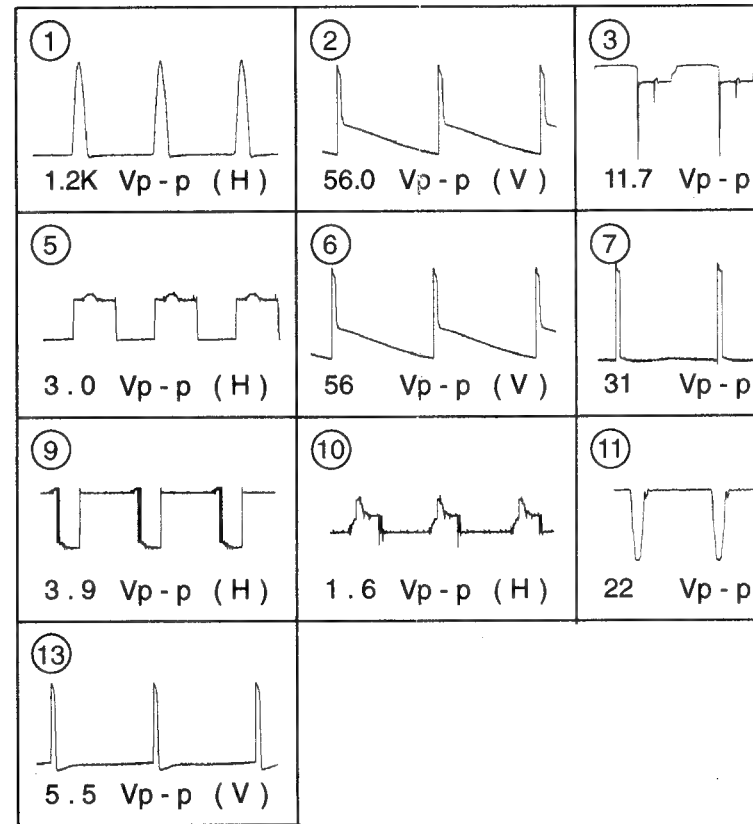 1 2 3
1.2K Vp-p (H) 56.0 Vp-p (V) 11.7 Vp-p
5 6 7
3.0 Vp-p (H) 56 Vp-p (V) 31 Vp-p
9 10 11
3.9 Vp-p (H) 1.6 Vp-p (H) 22 Vp-p
13
5.5 Vp-p (V)